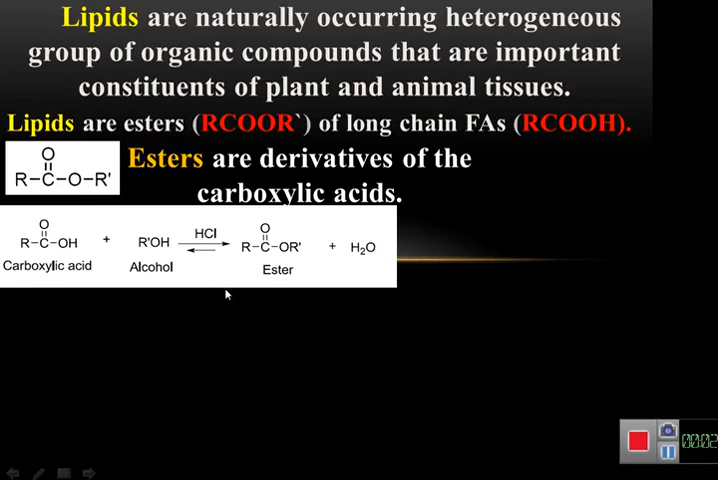 Lipids are naturally occurring heterogeneous
group of organic compounds that are important
constituents of plant and animal tissues.
Lipids are esters (RCOOR`) of long chain FAs (RCOOH).
Esters are derivatives of the
carboxylic acids.
O
R-C-O-R'
O
R-C-OH + R'OH HCl R-C-OR' + H2O
O
Carboxylic acid Alcohol Ester